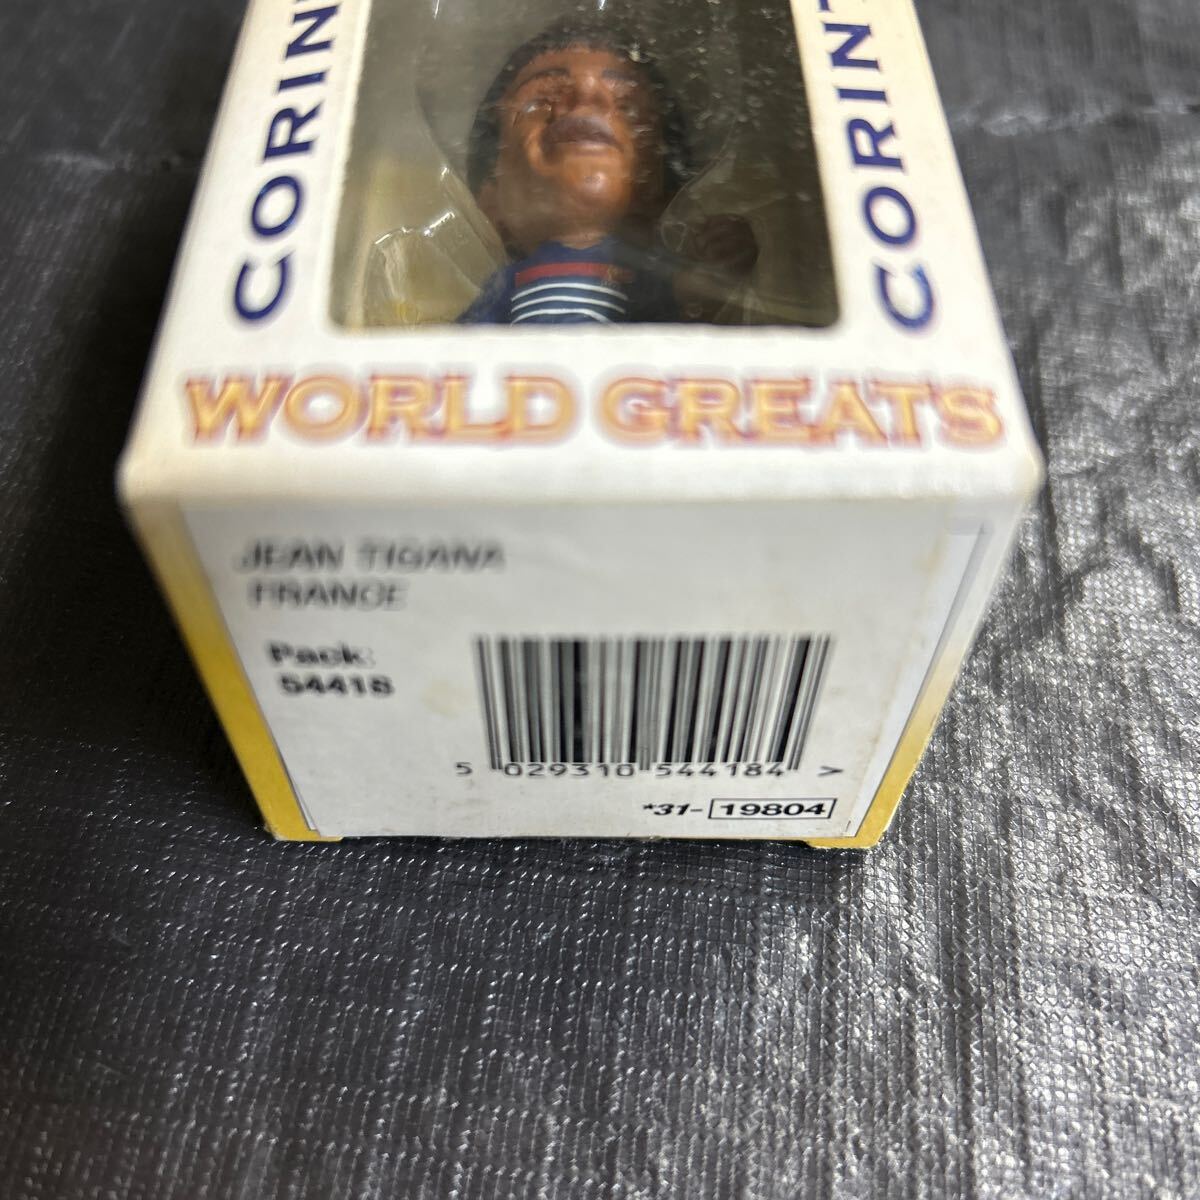 CORIN
CORINT
WORLD GREATS
JEAN TIGANA
FRANCE
Pack:
54418
5 029310 544184 >
*31- 19804